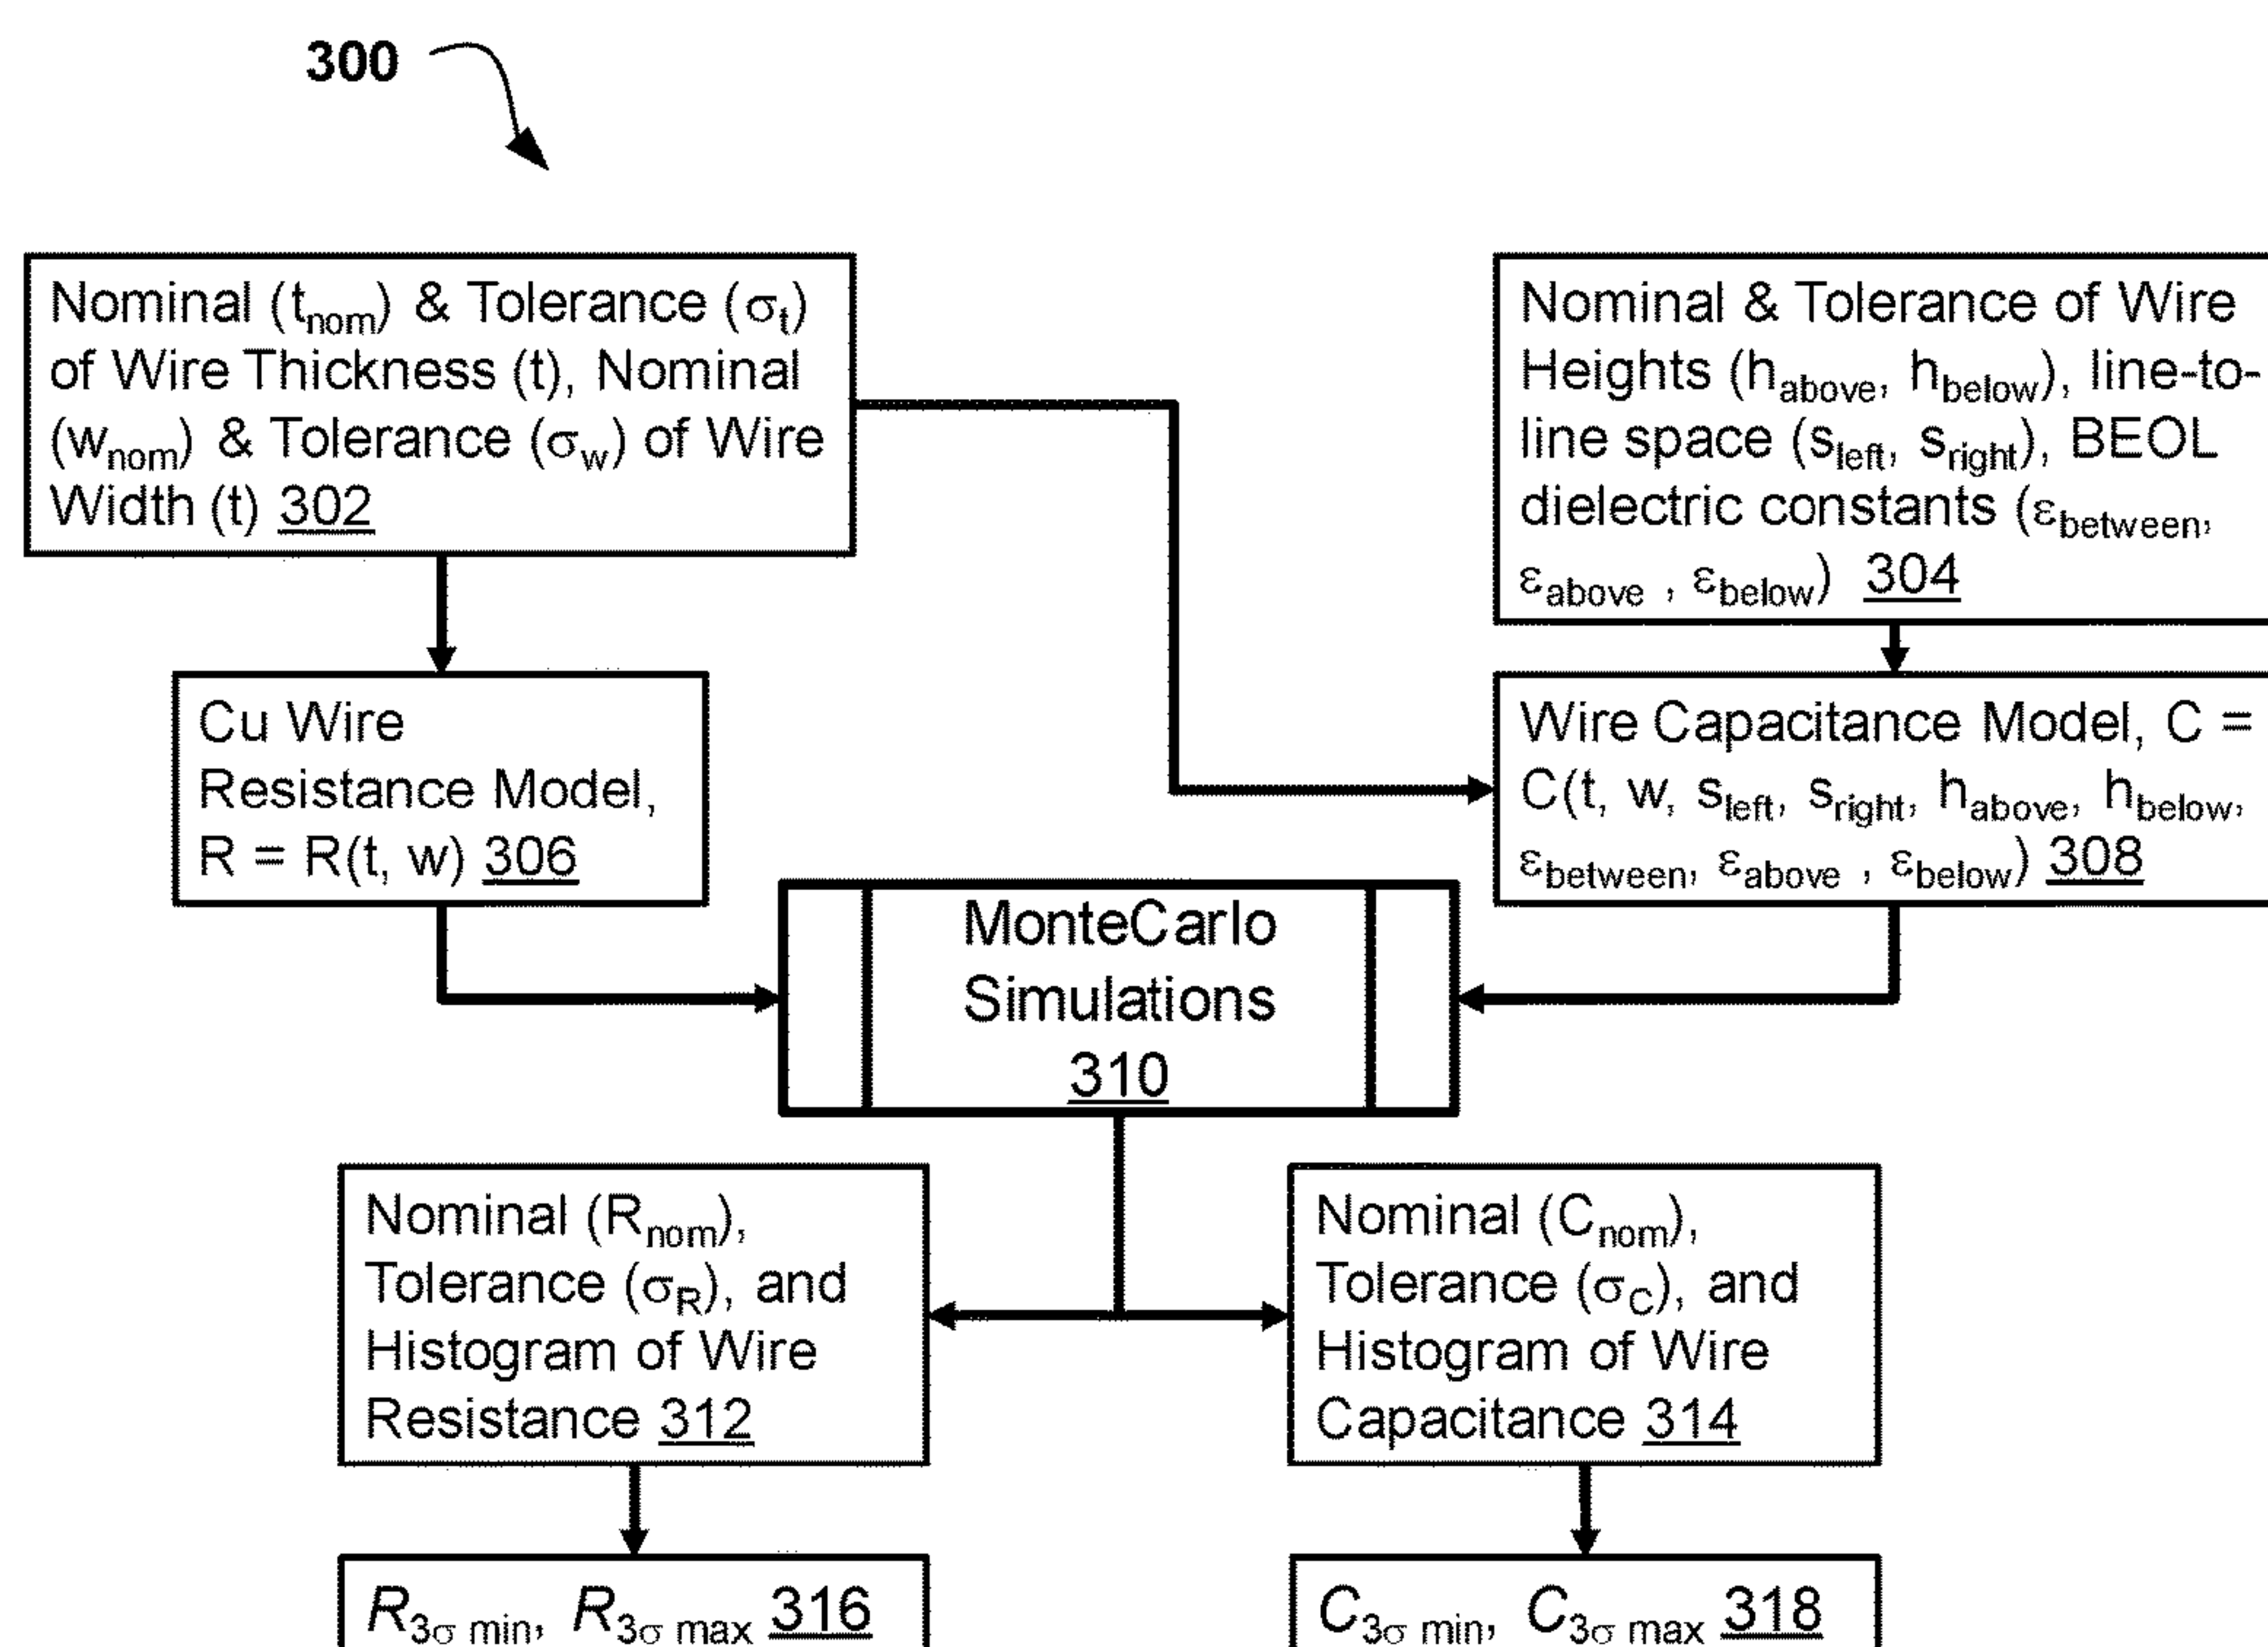 300
Nominal (t_nom) & Tolerance (σ_t)
of Wire Thickness (t), Nominal
(w_nom) & Tolerance (σ_w) of Wire
Width (t) 302
Nominal & Tolerance of Wire
Heights (h_above, h_below), line-to-
line space (s_left, s_right), BEOL
dielectric constants (ε_between,
ε_above , ε_below) 304
Cu Wire
Resistance Model,
R = R(t, w) 306
Wire Capacitance Model, C =
C(t, w, s_left, s_right, h_above, h_below,
ε_between, ε_above , ε_below) 308
MonteCarlo
Simulations
310
Nominal (R_nom),
Tolerance (σ_R), and
Histogram of Wire
Resistance 312
Nominal (C_nom),
Tolerance (σ_C), and
Histogram of Wire
Capacitance 314
R_3σ min, R_3σ max 316
C_3σ min, C_3σ max 318